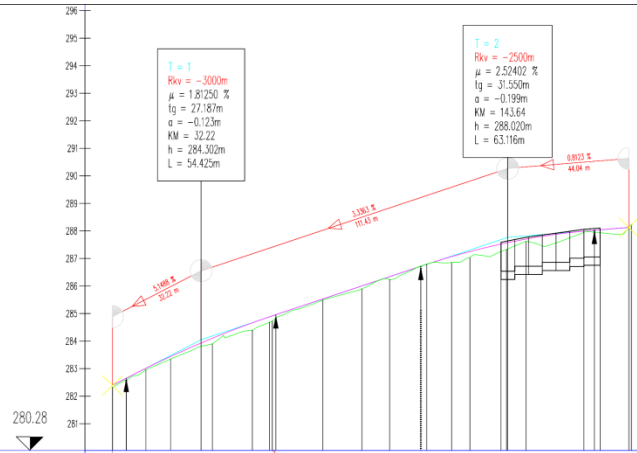 296
295
294
293
292
291
290
289
288
287
286
285
284
283
282
281
280.28
T = 1
Rkv = -3000m
μ = 1.81250 %
tg = 27.187m
a = -0.123m
KM = 32.22
h = 284.302m
L = 54.425m
T = 2
Rkv = -2500m
μ = 2.52402 %
tg = 31.550m
a = -0.199m
KM = 143.64
h = 288.020m
L = 63.116m
5.1488 %
32.22 m
3.3363 %
111.43 m
0.8123 %
44.04 m